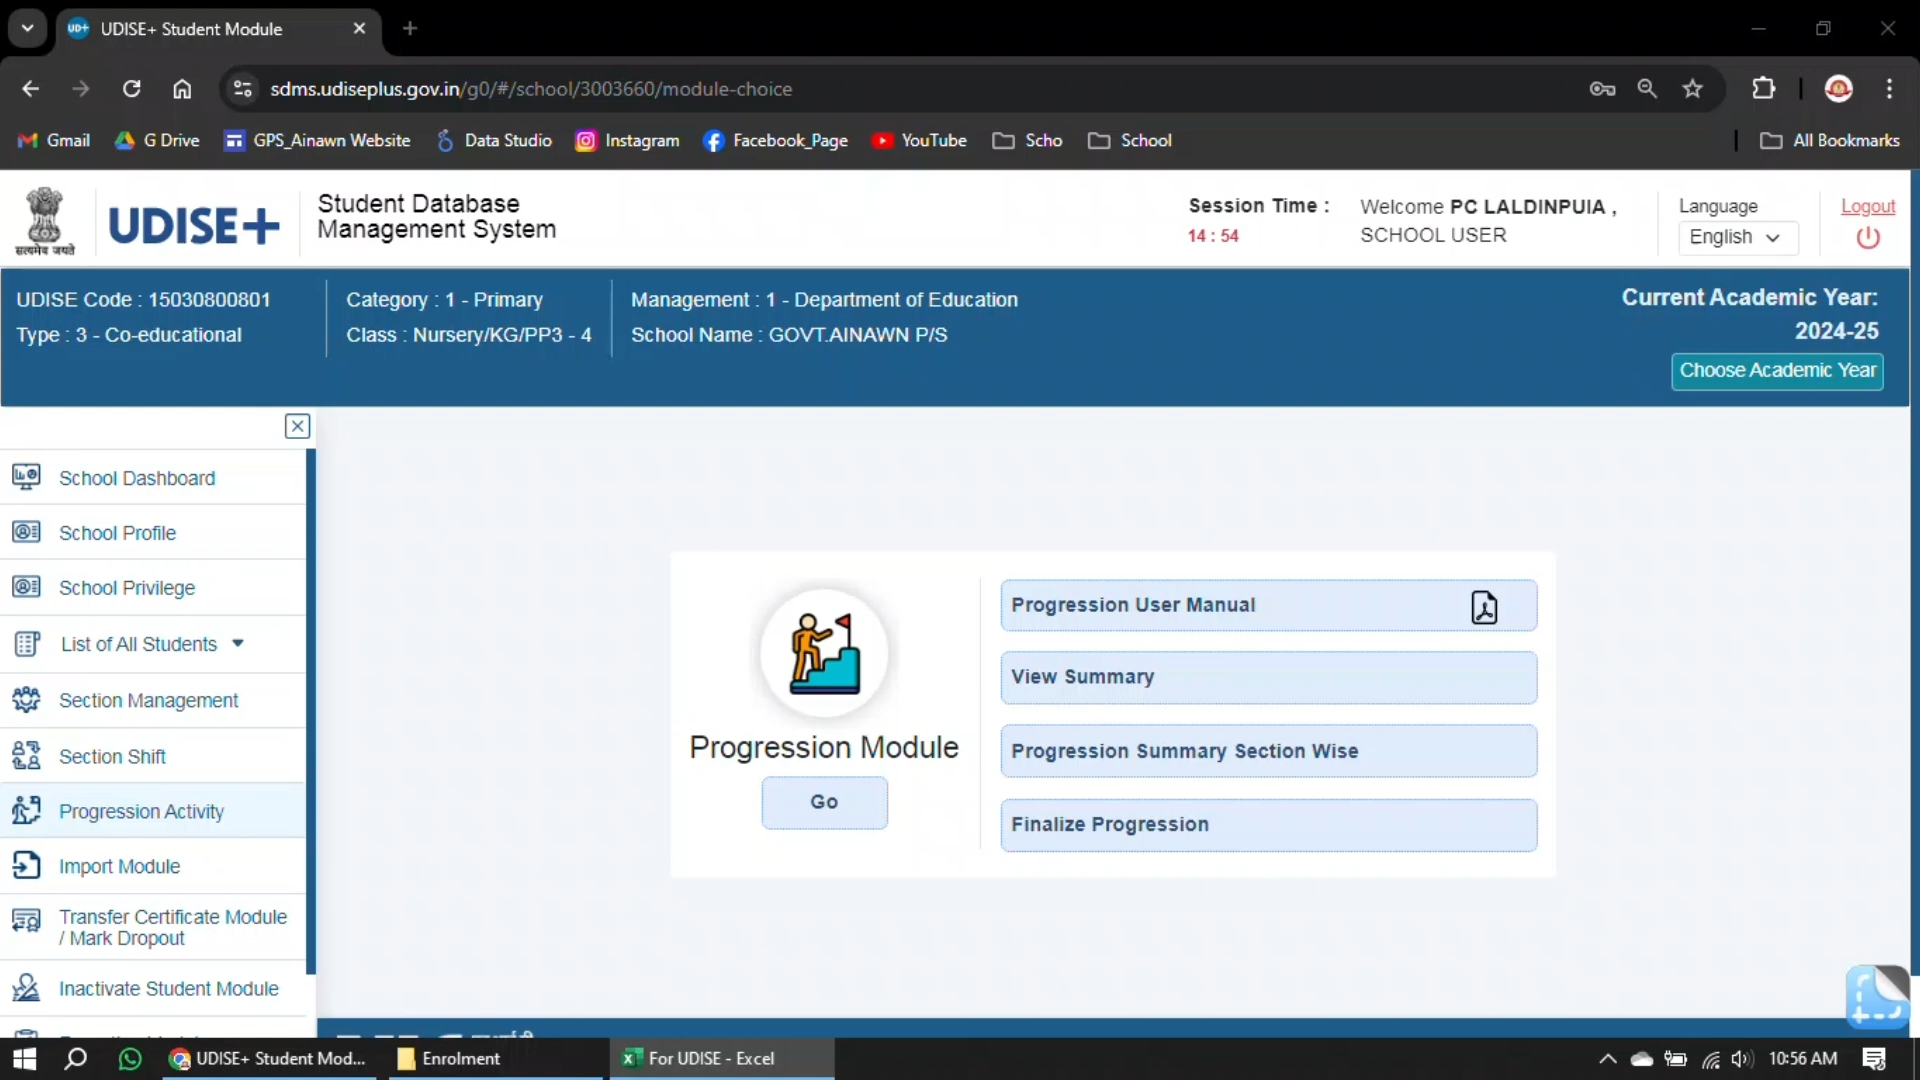 UD+ UDISE+ Student Module
sdms.udiseplus.gov.in/g0/#/school/3003660/module-choice
Gmail G Drive GPS_Ainawn Website Data Studio Instagram Facebook_Page YouTube Scho School All Bookmarks
सत्यमेव जयते
UDISE+
Student Database
Management System
Session Time :
14 : 54
Welcome PC LALDINPUIA ,
SCHOOL USER
Language
English
Logout
UDISE Code : 15030800801
Type : 3 - Co-educational
Category : 1 - Primary
Class : Nursery/KG/PP3 - 4
Management : 1 - Department of Education
School Name : GOVT.AINAWN P/S
Current Academic Year:
2024-25
Choose Academic Year
School Dashboard
School Profile
School Privilege
List of All Students
Section Management
Section Shift
Progression Activity
Import Module
Transfer Certificate Module
/ Mark Dropout
Inactivate Student Module
Progression Module
Go
Progression User Manual
View Summary
Progression Summary Section Wise
Finalize Progression
UDISE+ Student Mod...
Enrolment
For UDISE - Excel
10:56 AM